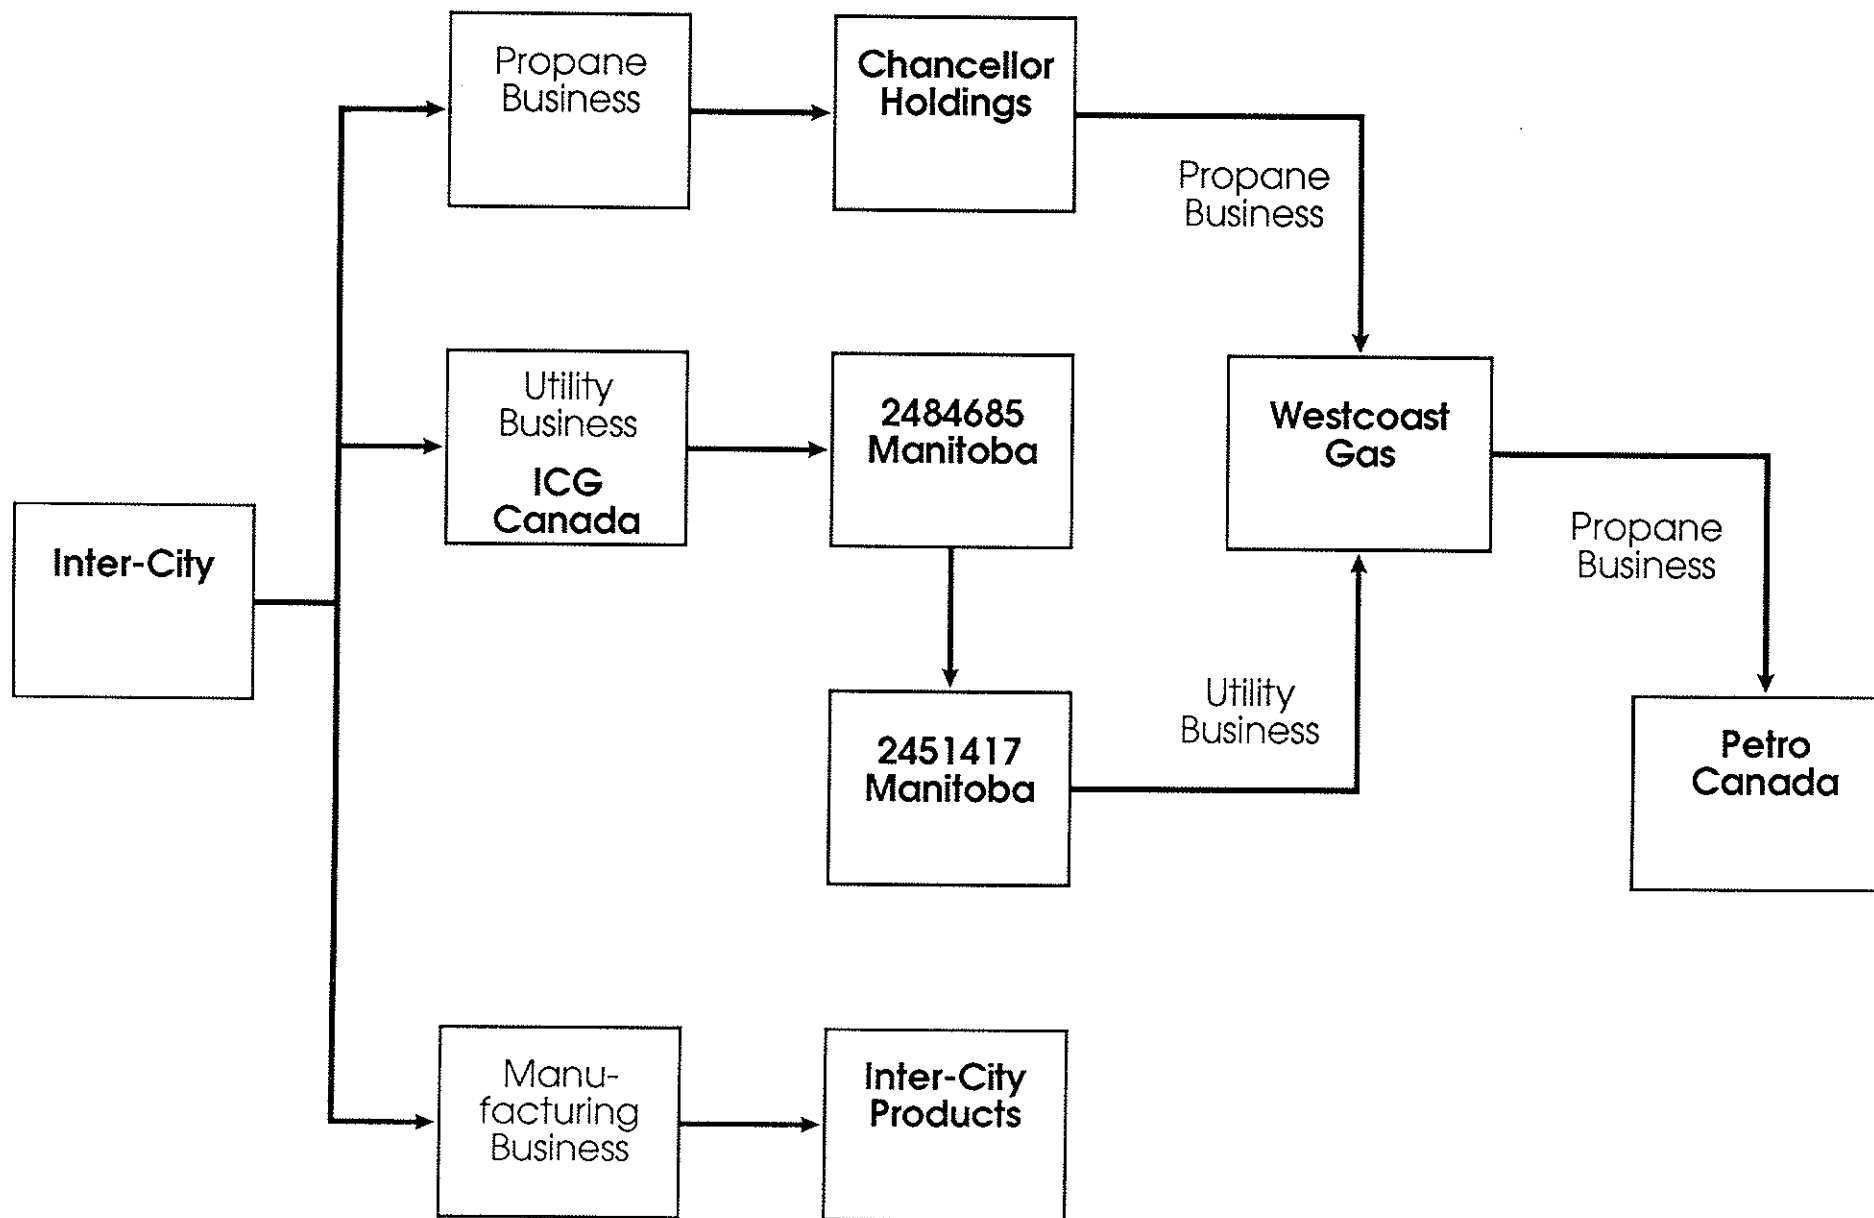 Propane
Business
Chancellor
Holdings
Propane
Business
Utility
Business
ICG
Canada
2484685
Manitoba
Westcoast
Gas
Inter-City
Propane
Business
2451417
Manitoba
Utility
Business
Petro
Canada
Manu-
facturing
Business
Inter-City
Products